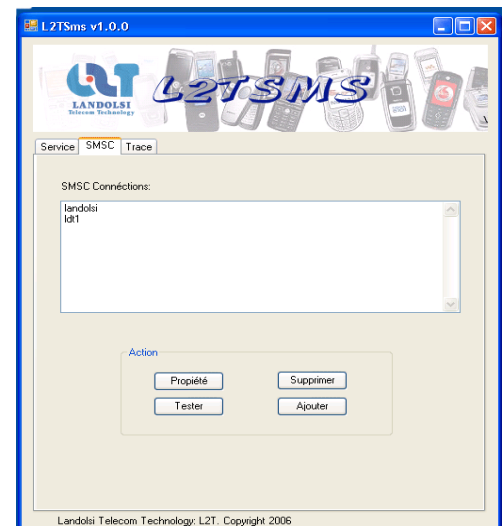 L2TSms v1.0.0
LANDOLSI
Telecom Technology
L2TSMS
Service SMSC Trace
SMSC Connéctions:
landolsi
ldt1
Action
Propiété Supprimer
Tester Ajouter
Landolsi Telecom Technology: L2T. Copyright 2006